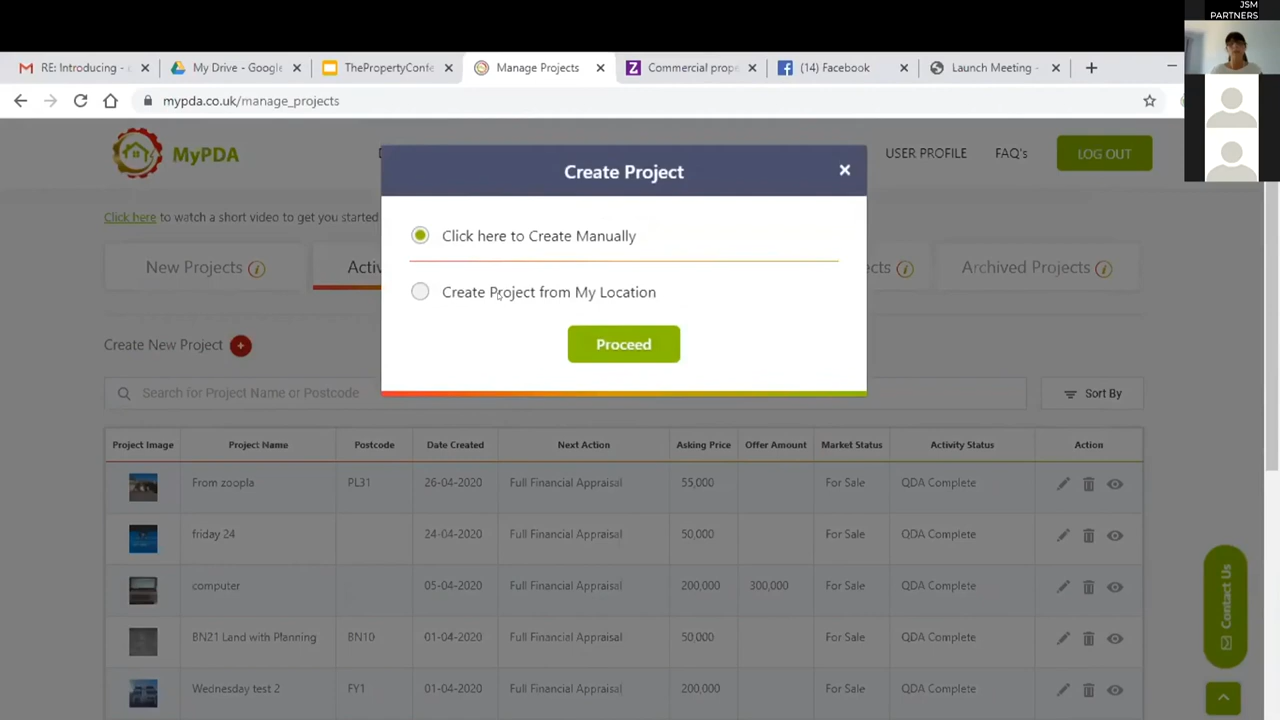 JSM
PARTNERS
RE: Introducing -
My Drive - Google
ThePropertyConfe
Manage Projects
Commercial prope
(14) Facebook
Launch Meeting -
mypda.co.uk/manage_projects
MyPDA
USER PROFILE
FAQ's
LOG OUT
Create Project
Click here to watch a short video to get you started
Click here to Create Manually
New Projects
Activ
ects
Archived Projects
Create Project from My Location
Create New Project
Proceed
Search for Project Name or Postcode
Sort By
Project Image Project Name Postcode Date Created Next Action Asking Price Offer Amount Market Status Activity Status Action
From zoopla PL31 26-04-2020 Full Financial Appraisal 55,000 For Sale QDA Complete
friday 24 24-04-2020 Full Financial Appraisal 50,000 For Sale QDA Complete
computer 05-04-2020 Full Financial Appraisal 200,000 300,000 For Sale QDA Complete
BN21 Land with Planning BN10 01-04-2020 Full Financial Appraisal 50,000 For Sale QDA Complete
Wednesday test 2 FY1 01-04-2020 Full Financial Appraisal 200,000 For Sale QDA Complete
Contact Us